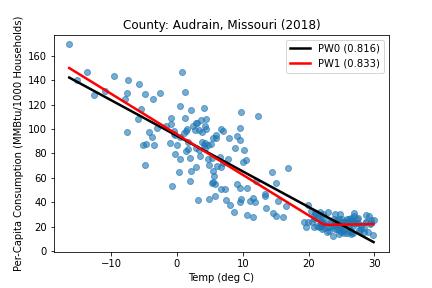 County: Audrain, Missouri (2018)
PW0 (0.816)
PW1 (0.833)
Per-Capita Consumption (MMBtu/1000 Households)
160
140
120
100
80
60
40
20
0
−10 0 10 20 30
Temp (deg C)